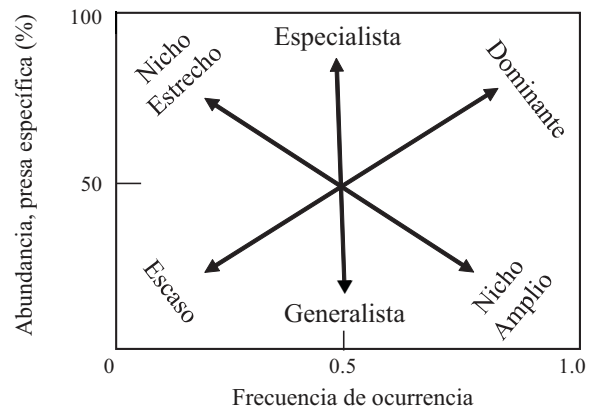 Abundancia, presa específica (%)
100
50
0
0.5
1.0
Frecuencia de ocurrencia
Nicho
Estrecho
Especialista
Dominante
Escaso
Generalista
Nicho
Amplio